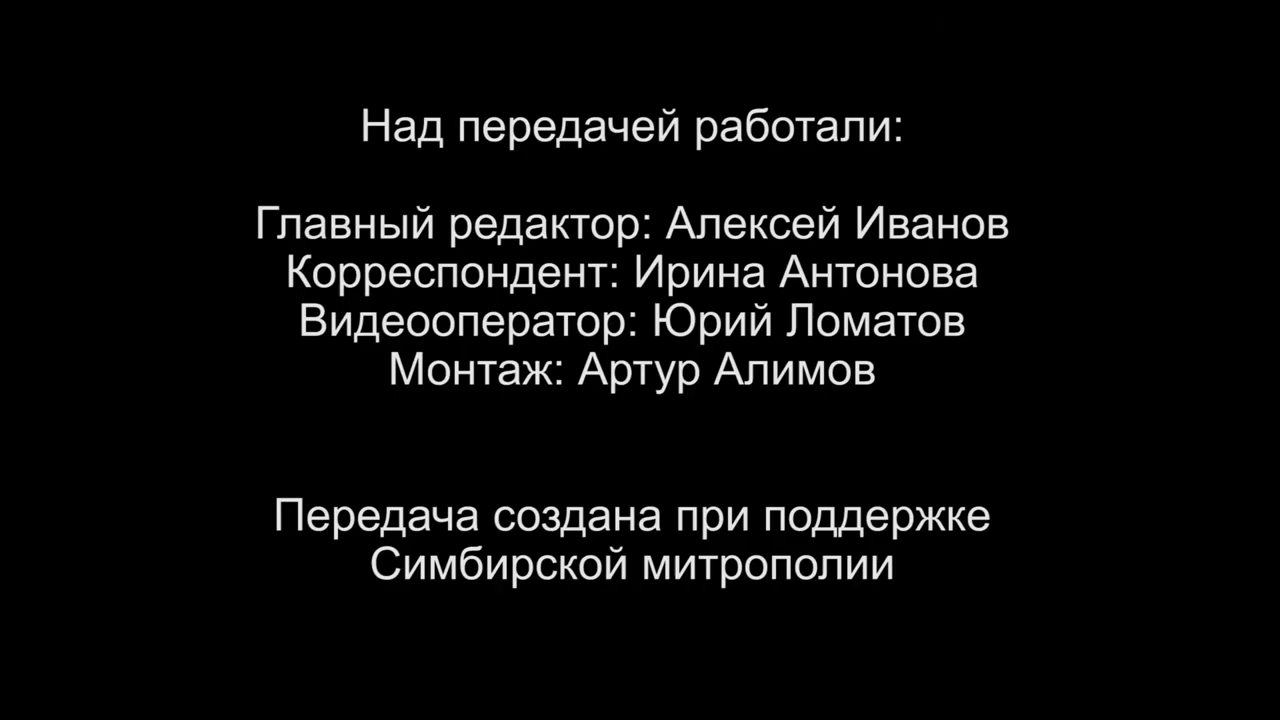 Над передачей работали:
Главный редактор: Алексей Иванов
Корреспондент: Ирина Антонова
Видеооператор: Юрий Ломатов
Монтаж: Артур Алимов
Передача создана при поддержке
Симбирской митрополии